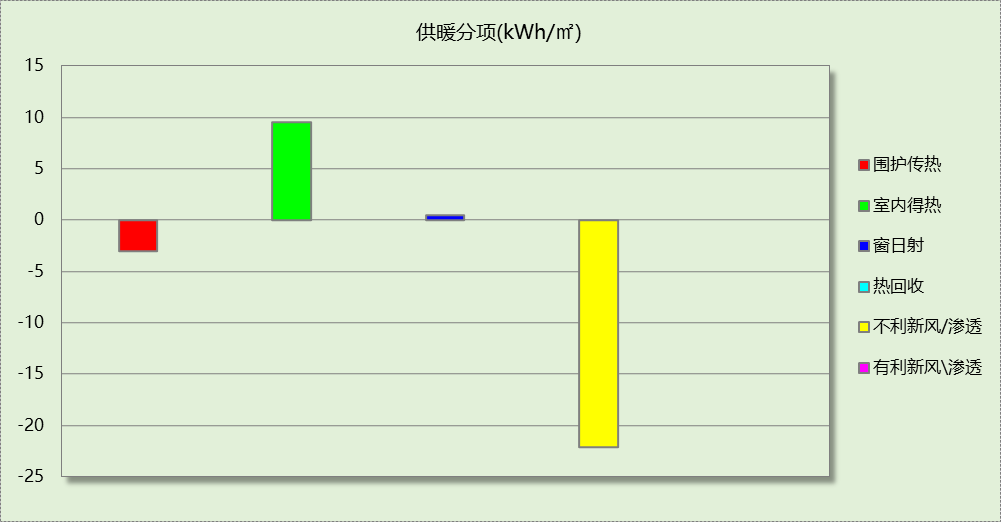 供暖分项(kWh/㎡)
15
10
5
0
-5
-10
-15
-20
-25
围护传热
室内得热
窗日射
热回收
不利新风/渗透
有利新风\渗透